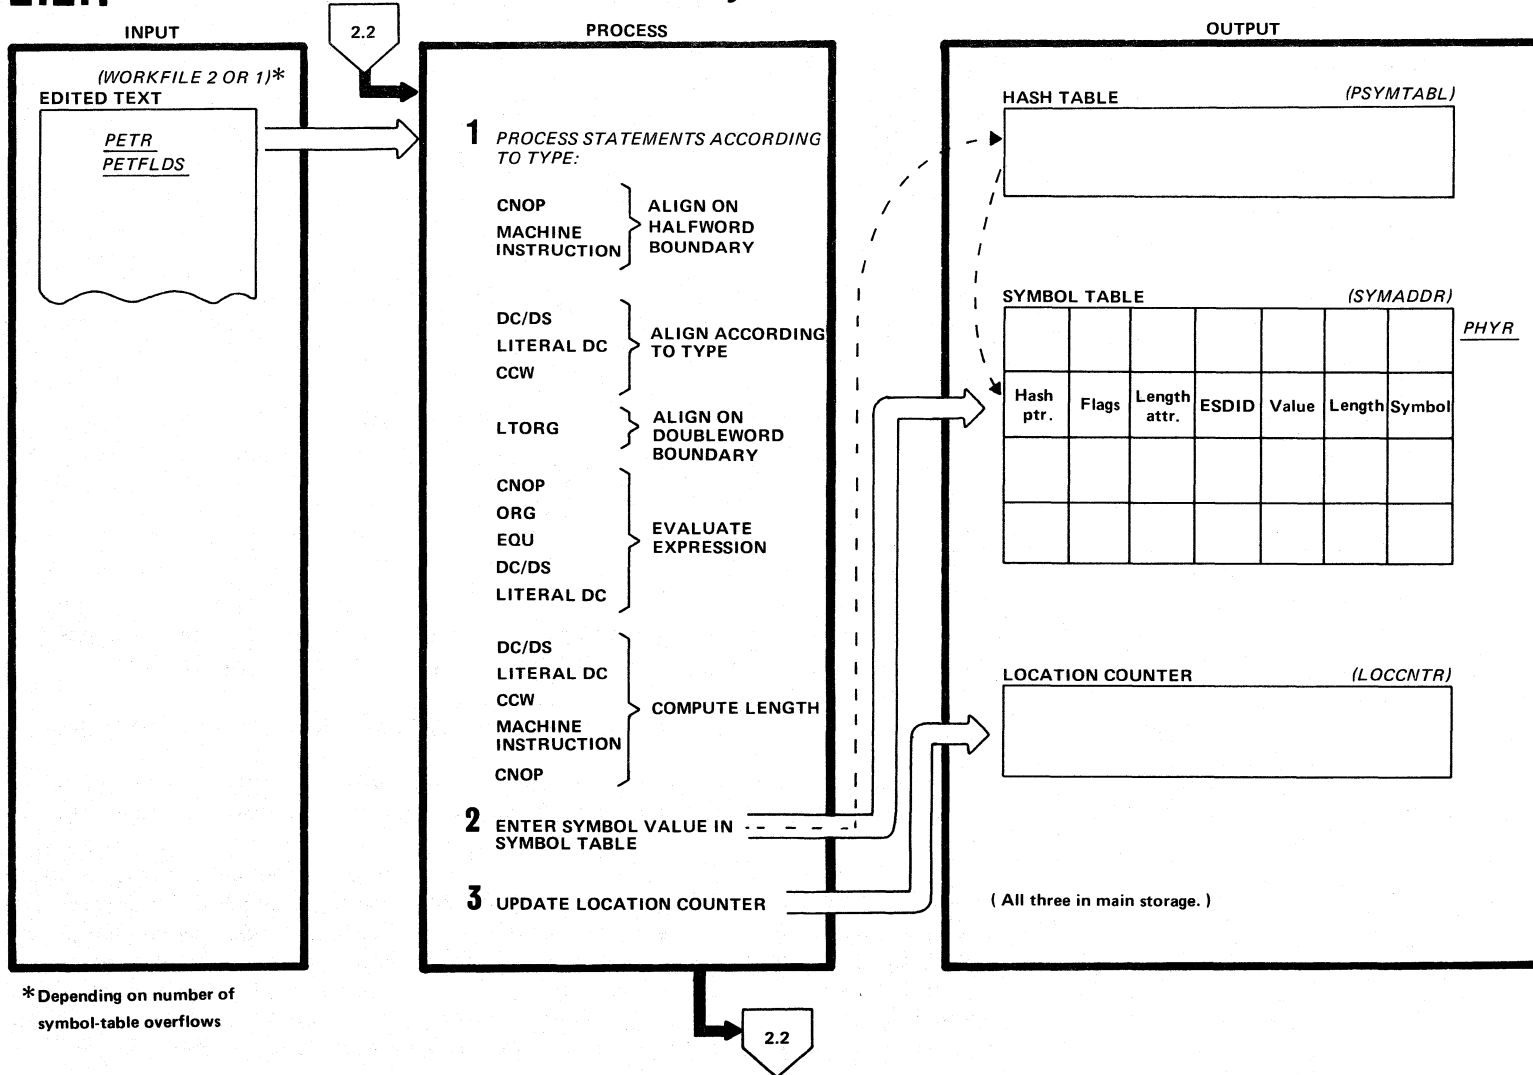 INPUT
2.2
PROCESS
OUTPUT
(WORKFILE 2 OR 1)*
EDITED TEXT
PETR
PETFLDS
1 PROCESS STATEMENTS ACCORDING
TO TYPE:
CNOP
MACHINE
INSTRUCTION
ALIGN ON
HALFWORD
BOUNDARY
DC/DS
LITERAL DC
CCW
ALIGN ACCORDING
TO TYPE
LTORG
ALIGN ON
DOUBLEWORD
BOUNDARY
CNOP
ORG
EQU
DC/DS
LITERAL DC
EVALUATE
EXPRESSION
DC/DS
LITERAL DC
CCW
MACHINE
INSTRUCTION
CNOP
COMPUTE LENGTH
2 ENTER SYMBOL VALUE IN
SYMBOL TABLE
3 UPDATE LOCATION COUNTER
HASH TABLE (PSYMTABL)
SYMBOL TABLE (SYMADDR)
PHYR
Hash
ptr.
Flags
Length
attr.
ESDID
Value
Length
Symbol
LOCATION COUNTER (LOCCNTR)
( All three in main storage. )
*Depending on number of
symbol-table overflows
2.2